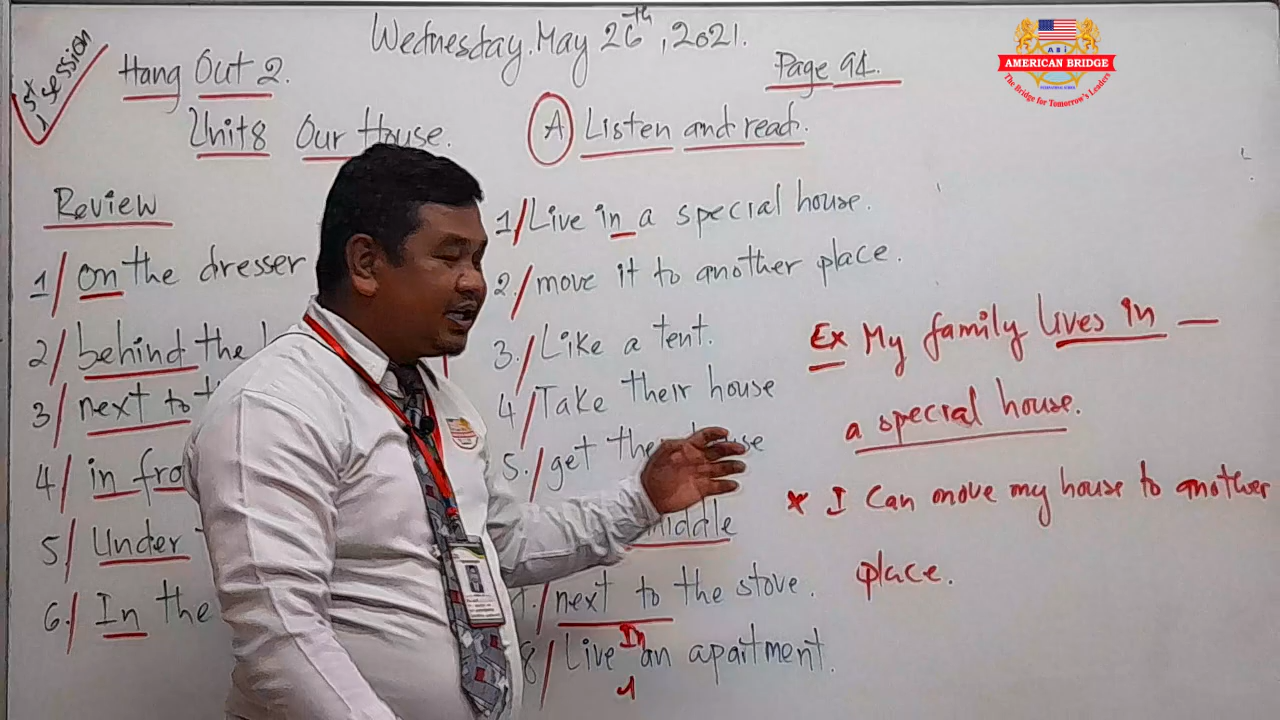 Wednesday, May 26th, 2021.
Session
Hang Out 2.
Page 94.
Unit 8 Our House.
A Listen and read.
Review
1/ on the dresser
2/ behind the
3/ next to
4/ in
5/ Under
6./ In the
1/ Live in a special house.
2./ move it to another place.
3./ Like a tent.
4/ Take their house
5./ get
middle
next to the stove.
8/ Live In an apartment.
Ex My family lives in
a special house.
* I Can move my house to another
place.
AMERICAN BRIDGE
The Bridge for Tomorrow's Leaders